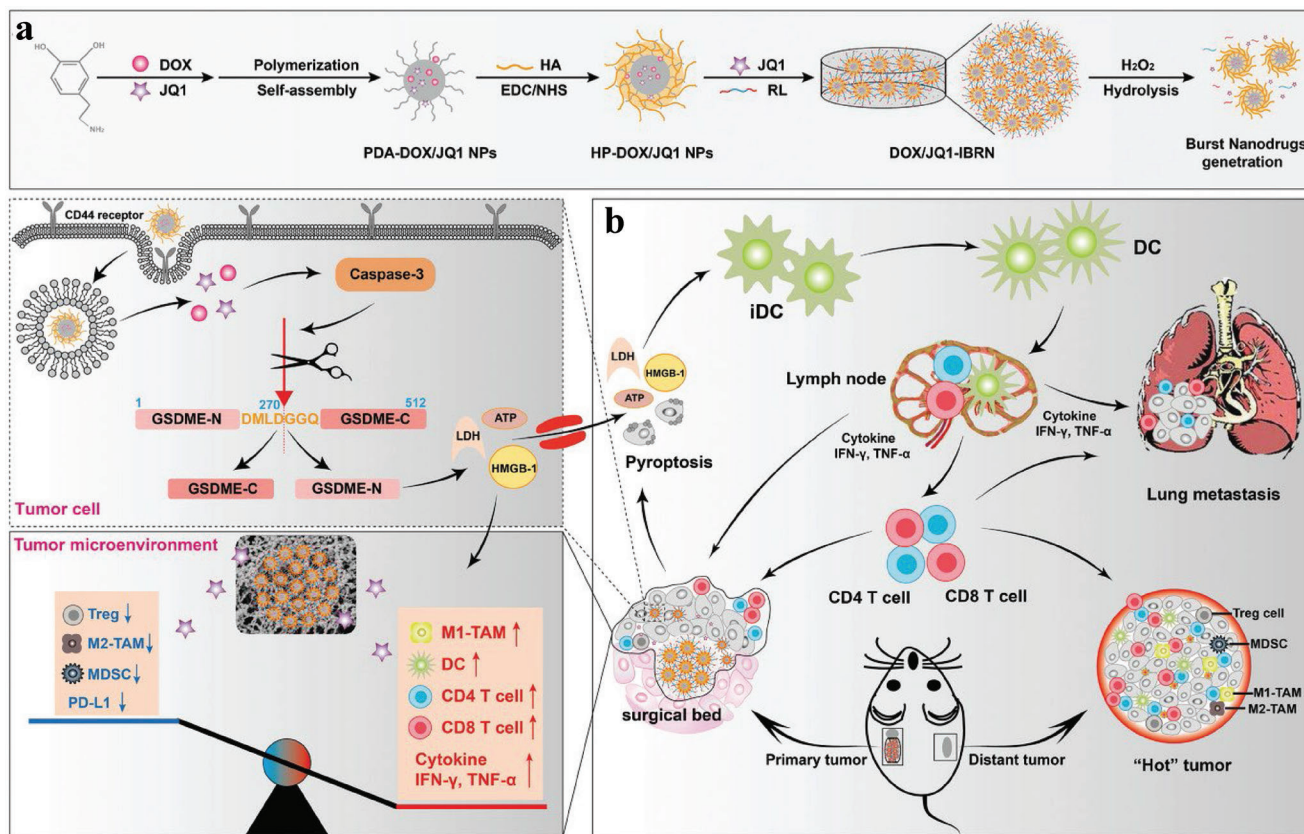 a
HO
OH
NH₂
DOX
JQ1
Polymerization
Self-assembly
PDA-DOX/JQ1 NPs
HA
EDC/NHS
HP-DOX/JQ1 NPs
JQ1
RL
DOX/JQ1-IBRN
H₂O₂
Hydrolysis
Burst Nanodrugs
genetration
CD44 receptor
Caspase-3
1
270
512
GSDME-N
DMLDGGQ
GSDME-C
GSDME-C
GSDME-N
LDH
ATP
HMGB-1
Tumor cell
Tumor microenvironment
Treg ↓
M2-TAM ↓
MDSC ↓
PD-L1 ↓
M1-TAM ↑
DC ↑
CD4 T cell ↑
CD8 T cell ↑
Cytokine
IFN-γ, TNF-α ↑
b
iDC
DC
LDH
HMGB-1
ATP
Pyroptosis
Lymph node
Cytokine
IFN-γ, TNF-α
Cytokine
IFN-γ, TNF-α
Lung metastasis
CD4 T cell
CD8 T cell
surgical bed
Primary tumor
Distant tumor
Treg cell
MDSC
M1-TAM
M2-TAM
“Hot” tumor